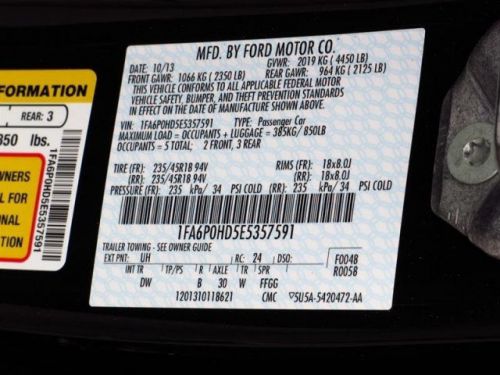 FORMATION
REAR: 3
850 lbs.
WNERS
L FOR
ONAL
ATION
1FA6P0HD5E5357591
MFD. BY FORD MOTOR CO.
DATE: 10/13 GVWR: 2019 KG (4450 LB)
FRONT GAWR: 1066 KG (2350 LB) REAR GAWR: 964 KG (2125 LB)
THIS VEHICLE CONFORMS TO ALL APPLICABLE FEDERAL MOTOR
VEHICLE SAFETY, BUMPER, AND THEFT PREVENTION STANDARDS
IN EFFECT ON THE DATE OF MANUFACTURE SHOWN ABOVE.
VIN: 1FA6P0HD5E5357591 TYPE: Passenger Car
MAXIMUM LOAD = OCCUPANTS + LUGGAGE = 385KG/850LB
OCCUPANTS = 5 TOTAL: 2 FRONT, 3 REAR
TIRE(FR): 235/45R18 94V RIMS(FR): 18x8.0J
(RR): 235/45R18 94V (RR): 18x8.0J
PRESSURE(FR): 235 kPa/ 34 PSI COLD (RR): 235 kPa/ 34 PSI COLD
1FA6P0HD5E5357591
TRAILER TOWING - SEE OWNER GUIDE
EXT PNT: UH RC: 24 DSO: F0048
INT TR TP/PS R AXLE TR SPR R0058
DW B 30 W FFGG
1201310118621 CMC 5U5A-5420472-AA